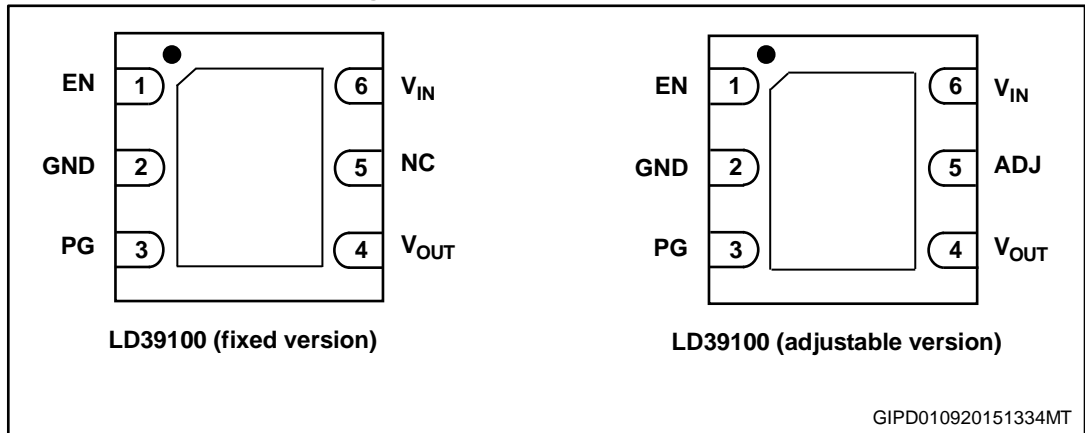 EN 1 6 VIN EN 1 6 VIN
GND 2 5 NC GND 2 5 ADJ
PG 3 4 VOUT PG 3 4 VOUT
LD39100 (fixed version) LD39100 (adjustable version)
GIPD010920151334MT